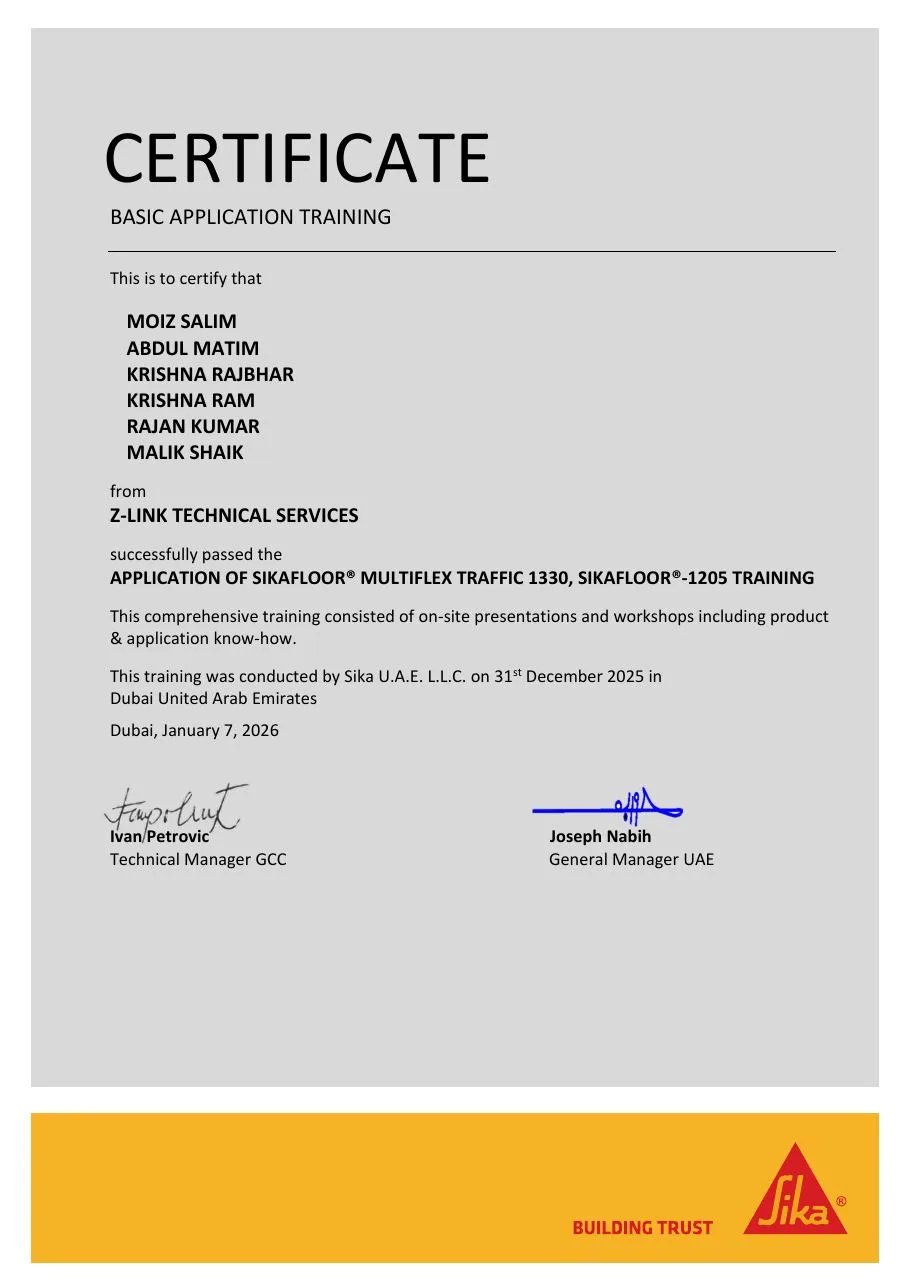 CERTIFICATE
BASIC APPLICATION TRAINING
This is to certify that
MOIZ SALIM
ABDUL MATIM
KRISHNA RAJBHAR
KRISHNA RAM
RAJAN KUMAR
MALIK SHAIK
from
Z-LINK TECHNICAL SERVICES
successfully passed the
APPLICATION OF SIKAFLOOR® MULTIFLEX TRAFFIC 1330, SIKAFLOOR®-1205 TRAINING
This comprehensive training consisted of on-site presentations and workshops including product
& application know-how.
This training was conducted by Sika U.A.E. L.L.C. on 31st December 2025 in
Dubai United Arab Emirates
Dubai, January 7, 2026
Ivan Petrovic
Technical Manager GCC
Joseph Nabih
General Manager UAE
BUILDING TRUST
Sika®